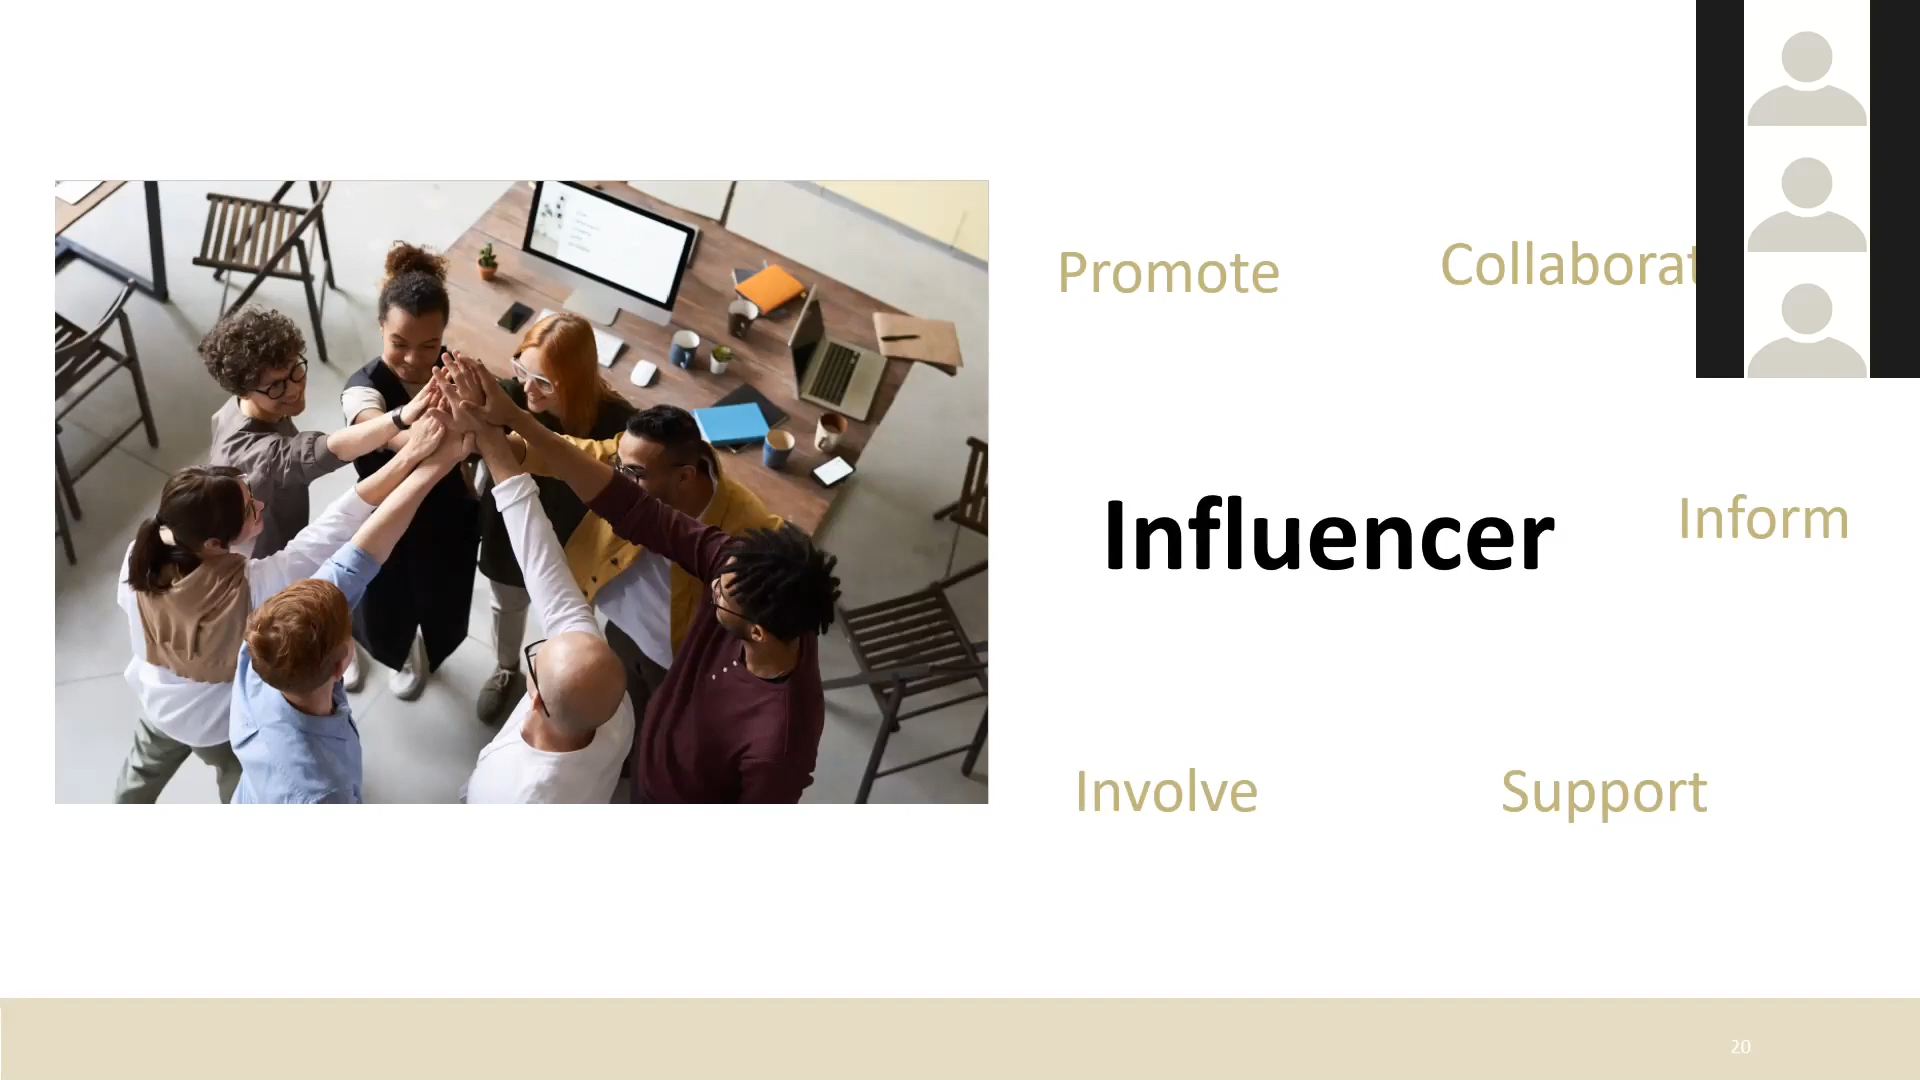 Promote
Collaborat
Influencer
Inform
Involve
Support
20